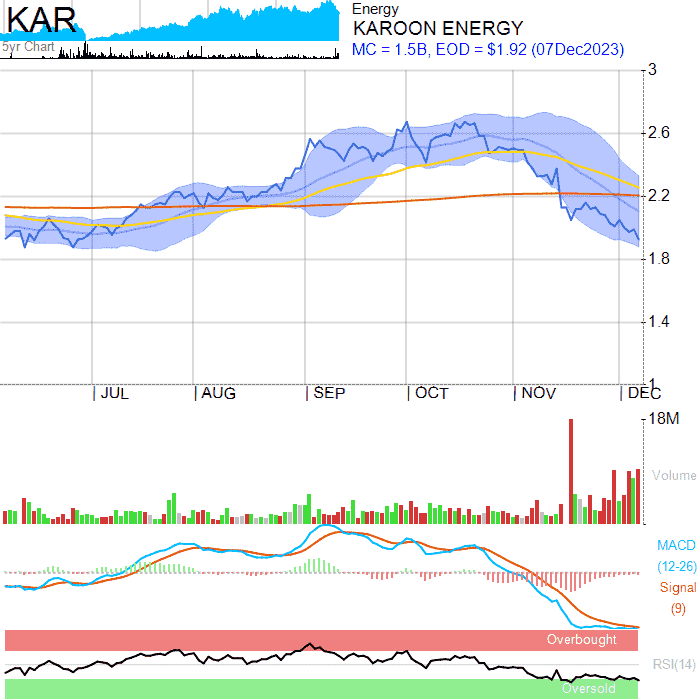 KAR
5yr Chart
Energy
KAROON ENERGY
MC = 1.5B, EOD = $1.92 (07Dec2023)
3
2.6
2.2
1.8
1.4
1
JUL AUG SEP OCT NOV DEC
18M
Volume
MACD
(12-26)
Signal
(9)
Overbought
RSI(14)
Oversold